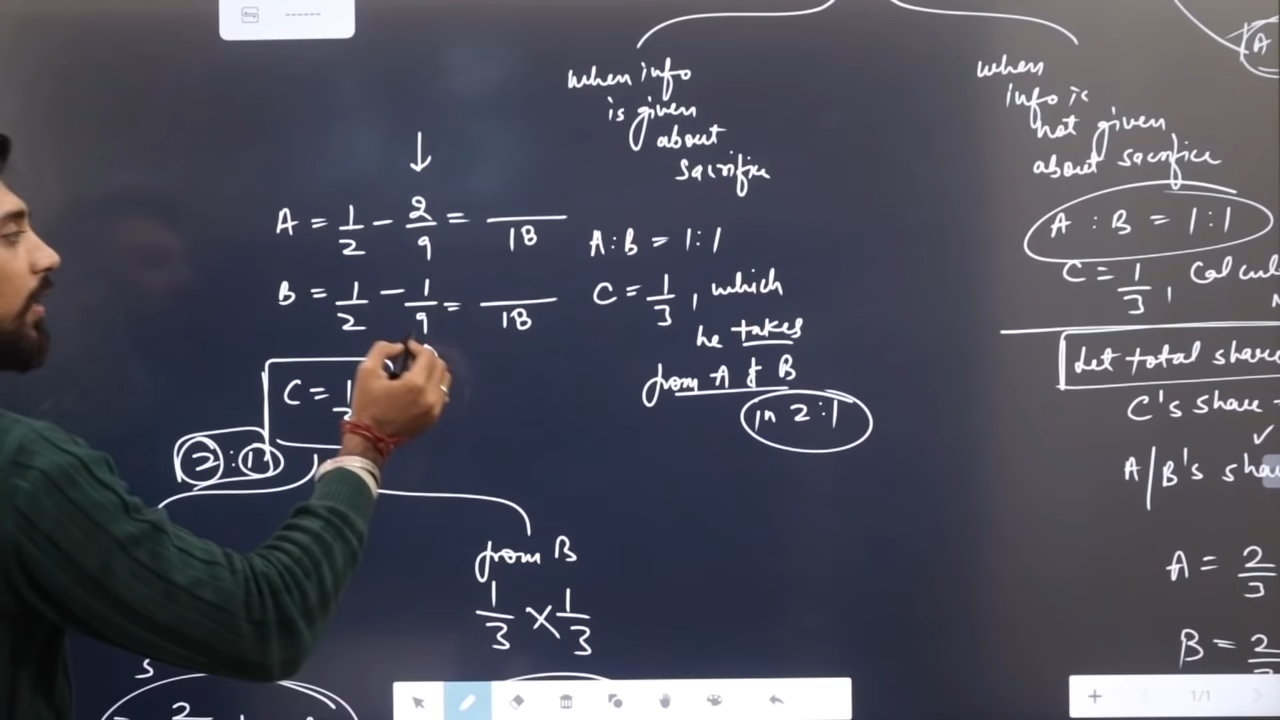 when info
is given
about
sacrifice
when
info is
not given
about sacrifice
A
A = 1/2 - 2/9 = /18
B = 1/2 - 1/9 = /18
C = 1
2 : 1
A:B = 1:1
C = 1/3, which
he takes
from A & B
in 2:1
from B
1/3 × 1/3
A : B = 1:1
C = 1/3,
Let total share
C's share
A/B's
A = 2/3
B = 2/3
1/1